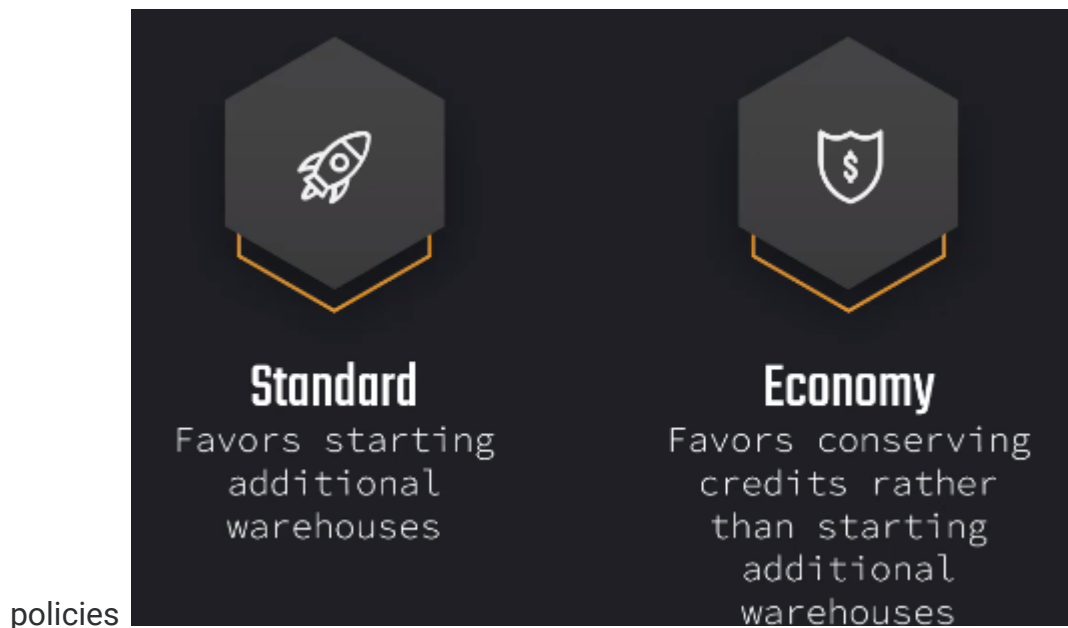 Standard
Favors starting
additional
warehouses
Economy
Favors conserving
credits rather
than starting
additional
warehouses
policies